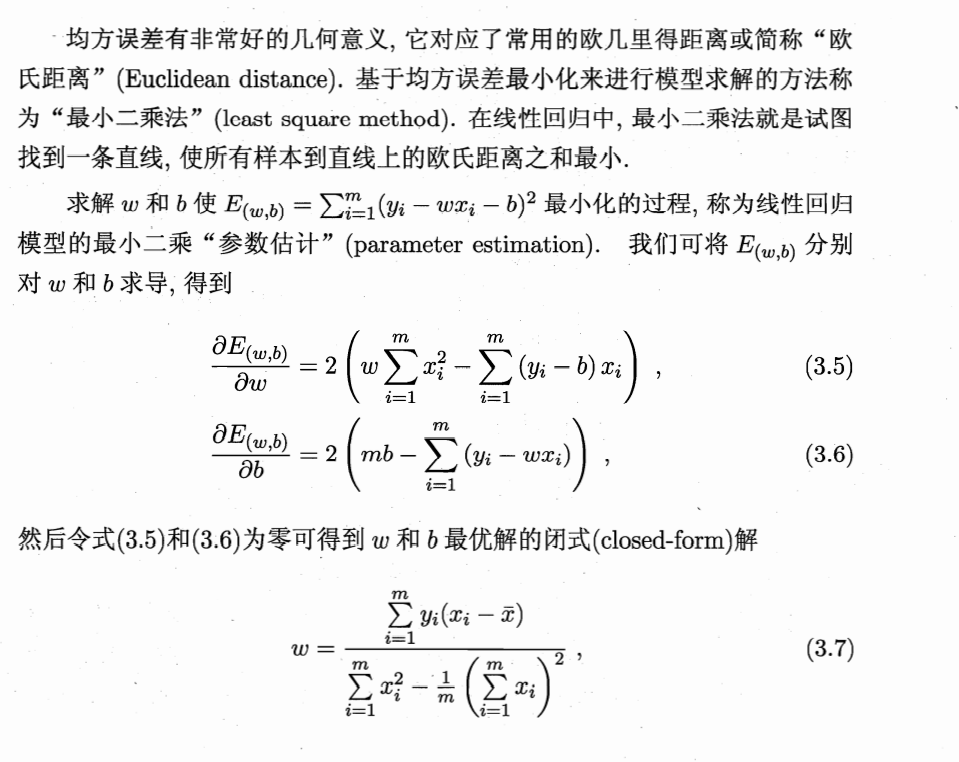 均方误差有非常好的几何意义, 它对应了常用的欧几里得距离或简称“欧
氏距离”(Euclidean distance). 基于均方误差最小化来进行模型求解的方法称
为“最小二乘法”(least square method). 在线性回归中, 最小二乘法就是试图
找到一条直线, 使所有样本到直线上的欧氏距离之和最小.
求解 w 和 b 使 E_{(w,b)} = \sum_{i=1}^{m}(y_i - wx_i - b)^2 最小化的过程, 称为线性回归
模型的最小二乘“参数估计”(parameter estimation). 我们可将 E_{(w,b)} 分别
对 w 和 b 求导, 得到
\frac{\partial E_{(w,b)}}{\partial w} = 2 \left( w \sum_{i=1}^{m} x_i^2 - \sum_{i=1}^{m} (y_i - b) x_i \right) , (3.5)
\frac{\partial E_{(w,b)}}{\partial b} = 2 \left( mb - \sum_{i=1}^{m} (y_i - wx_i) \right) , (3.6)
然后令式(3.5)和(3.6)为零可得到 w 和 b 最优解的闭式(closed-form)解
w = \frac{\sum_{i=1}^{m} y_i(x_i - \bar{x})}{\sum_{i=1}^{m} x_i^2 - \frac{1}{m} \left( \sum_{i=1}^{m} x_i \right)^2} , (3.7)